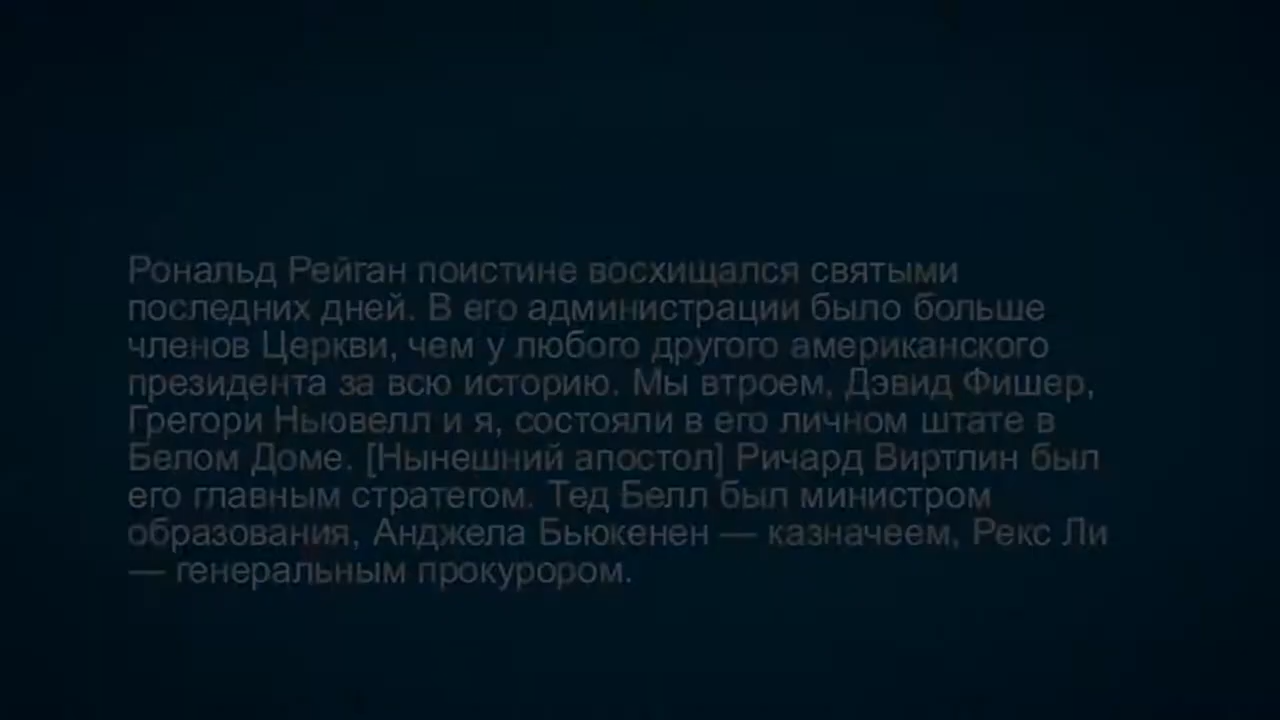 Рональд Рейган поистине восхищался святыми
последних дней. В его администрации было больше
членов Церкви, чем у любого другого американского
президента за всю историю. Мы втроем, Дэвид Фишер,
Грегори Ньювелл и я, состояли в его личном штате в
Белом Доме. [Нынешний апостол] Ричард Виртлин был
его главным стратегом. Тед Белл был министром
образования, Анджела Бьюкенен — казначеем, Рекс Ли
— генеральным прокурором.